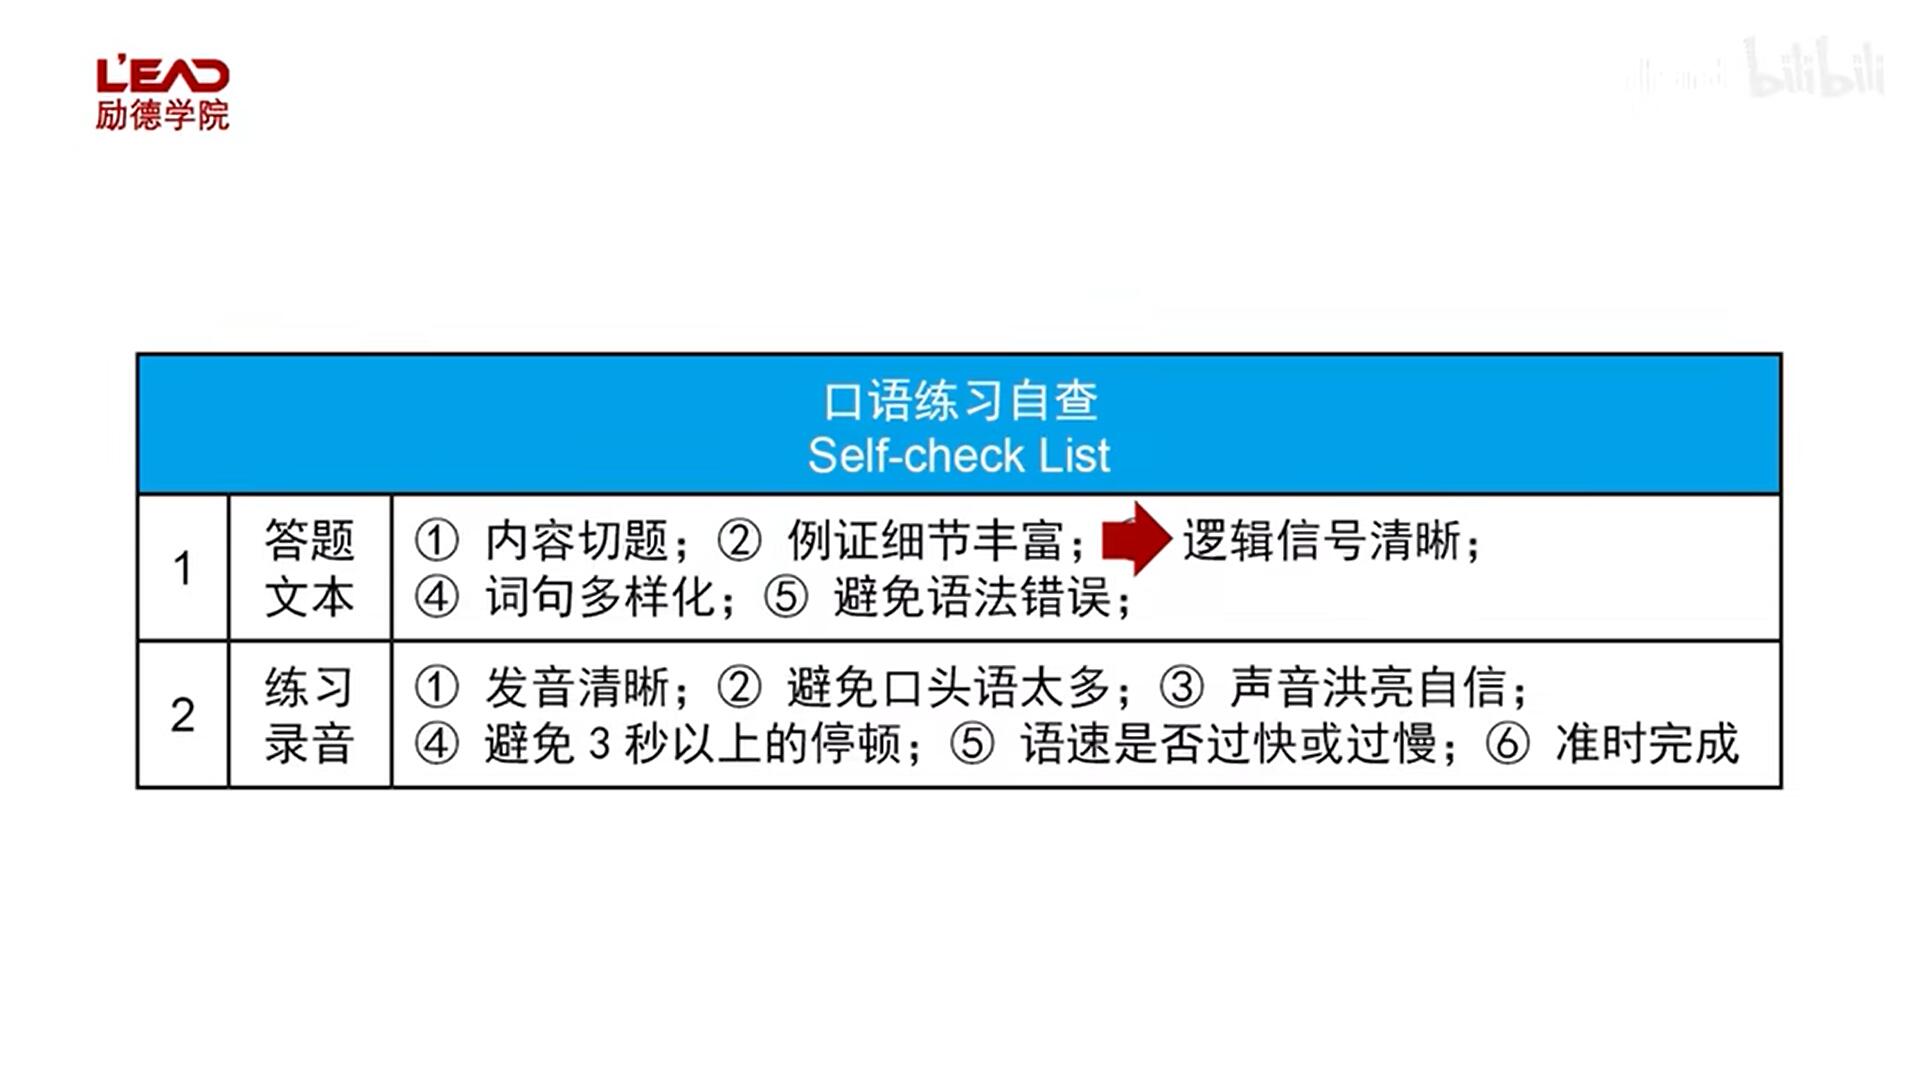 L'EAD
励德学院
bilibili
口语练习自查
Self-check List
1
答题
文本
① 内容切题；② 例证细节丰富； 逻辑信号清晰；
④ 词句多样化；⑤ 避免语法错误；
2
练习
录音
① 发音清晰；② 避免口头语太多；③ 声音洪亮自信；
④ 避免 3 秒以上的停顿；⑤ 语速是否过快或过慢；⑥ 准时完成